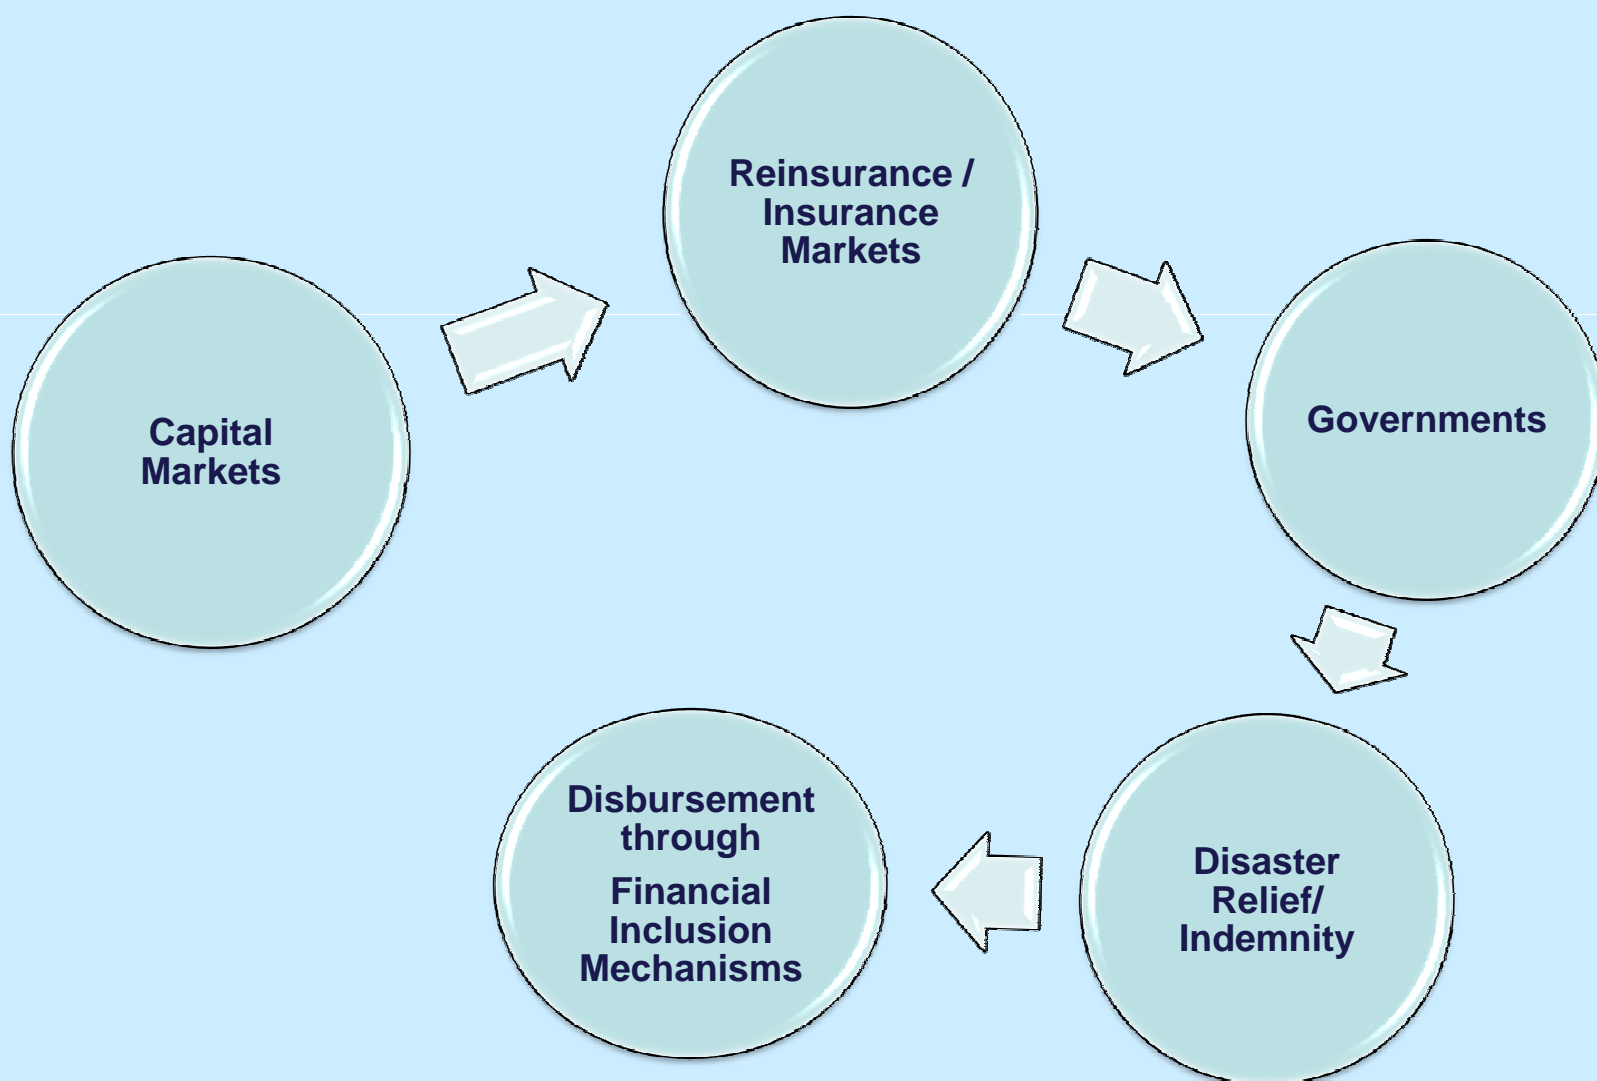 Reinsurance /
Insurance
Markets
Capital
Markets
Governments
Disbursement
through
Financial
Inclusion
Mechanisms
Disaster
Relief/
Indemnity